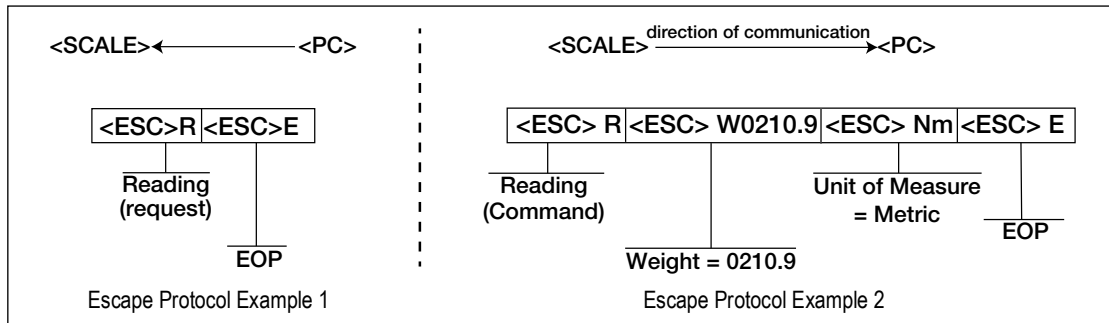 <SCALE> <PC>
<ESC>R <ESC>E
Reading
(request)
EOP
Escape Protocol Example 1
direction of communication
<SCALE> <PC>
<ESC> R <ESC> W0210.9 <ESC> Nm <ESC> E
Reading
(Command)
Unit of Measure
= Metric
EOP
Weight = 0210.9
Escape Protocol Example 2